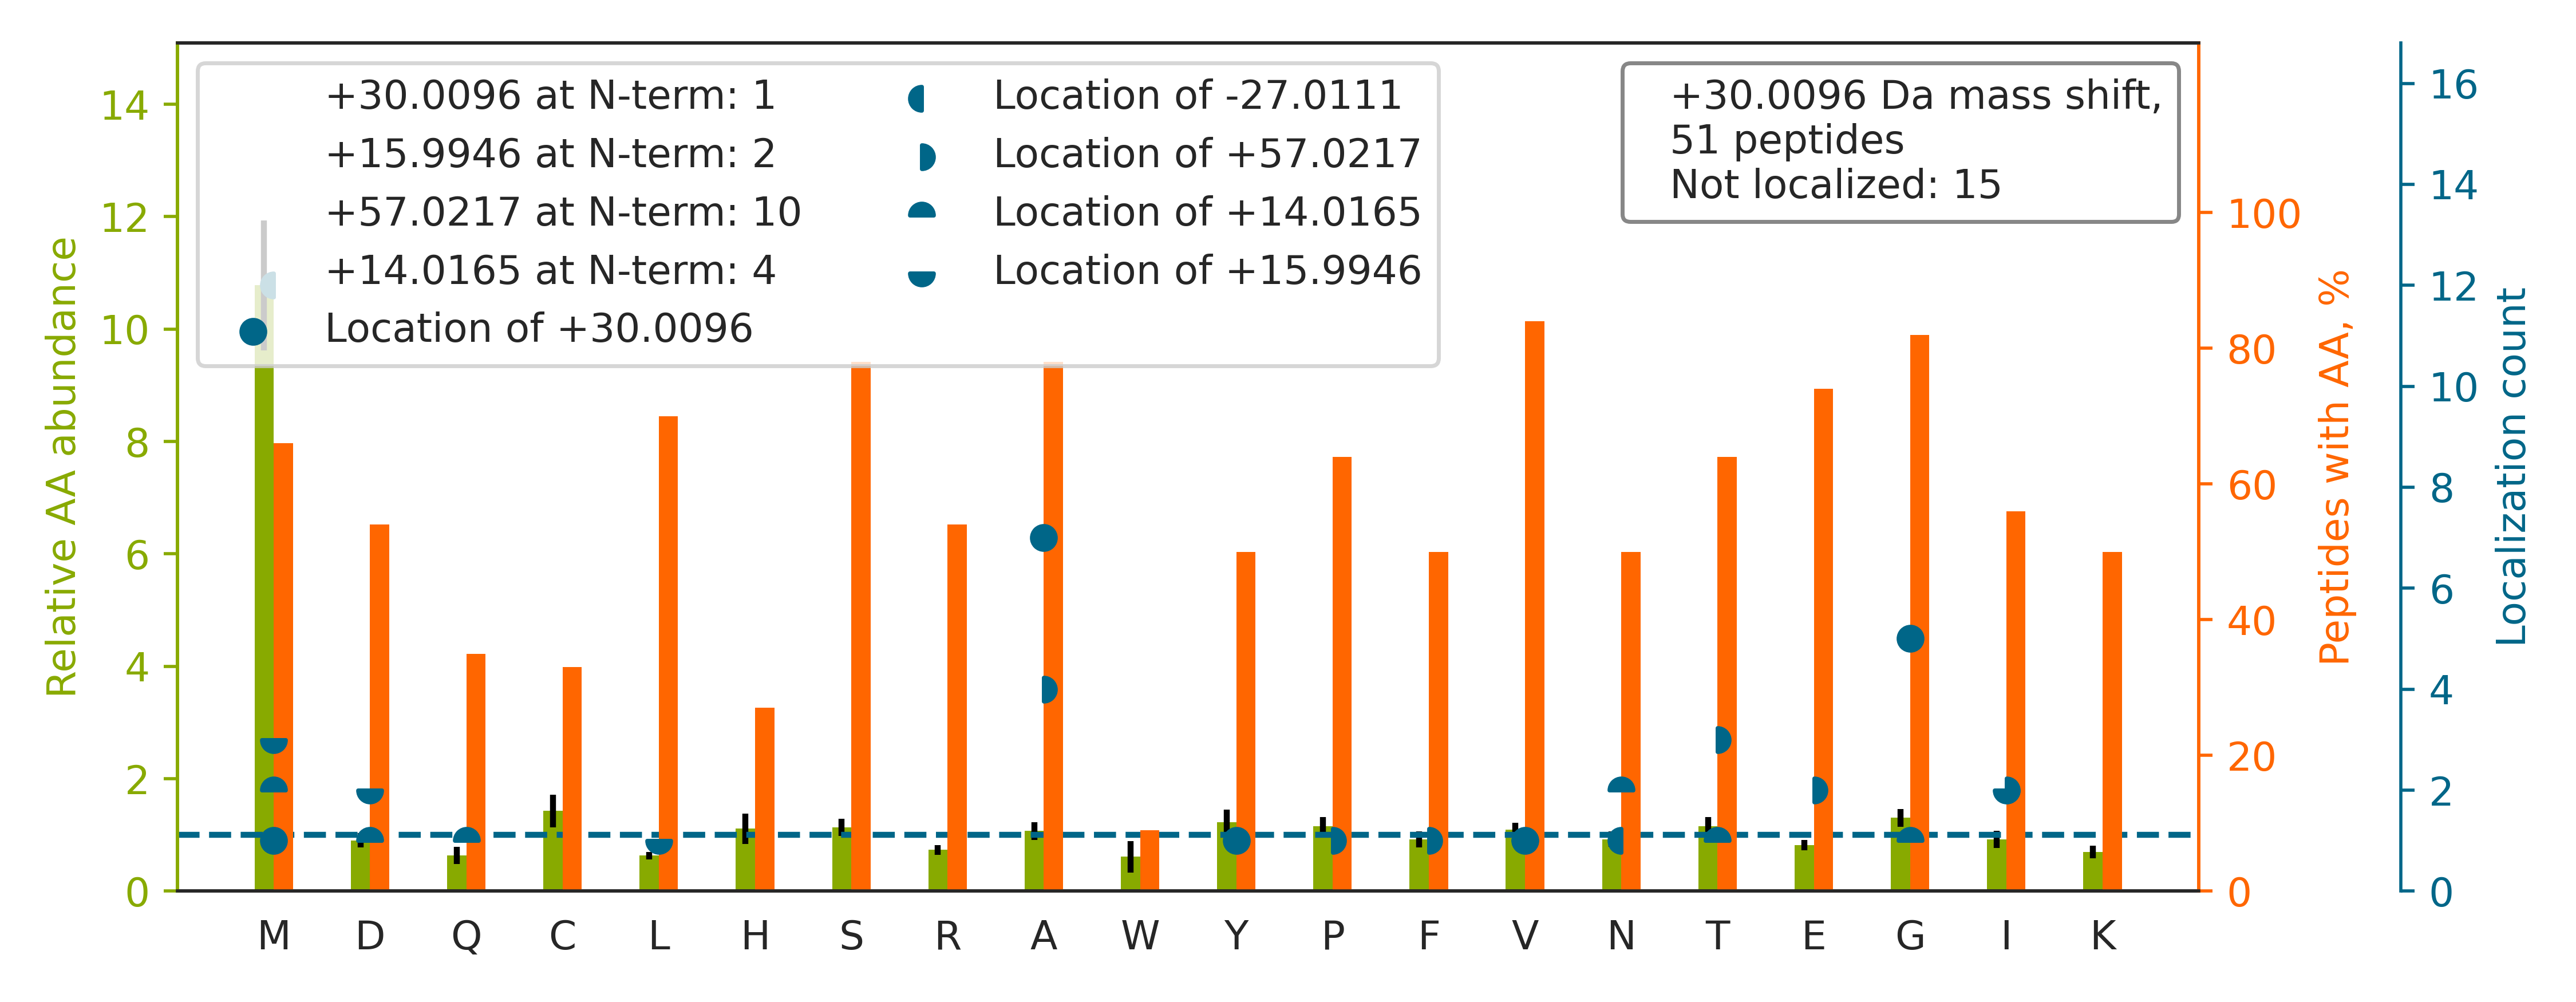 +30.0096 at N-term: 1
+15.9946 at N-term: 2
+57.0217 at N-term: 10
+14.0165 at N-term: 4
Location of +30.0096
Location of -27.0111
Location of +57.0217
Location of +14.0165
Location of +15.9946
+30.0096 Da mass shift,
51 peptides
Not localized: 15
Relative AA abundance
14
12
10
8
6
4
2
0
M D Q C L H S R A W Y P F V N T E G I K
100
80
60
40
20
0
Peptides with AA, %
16
14
12
10
8
6
4
2
0
Localization count